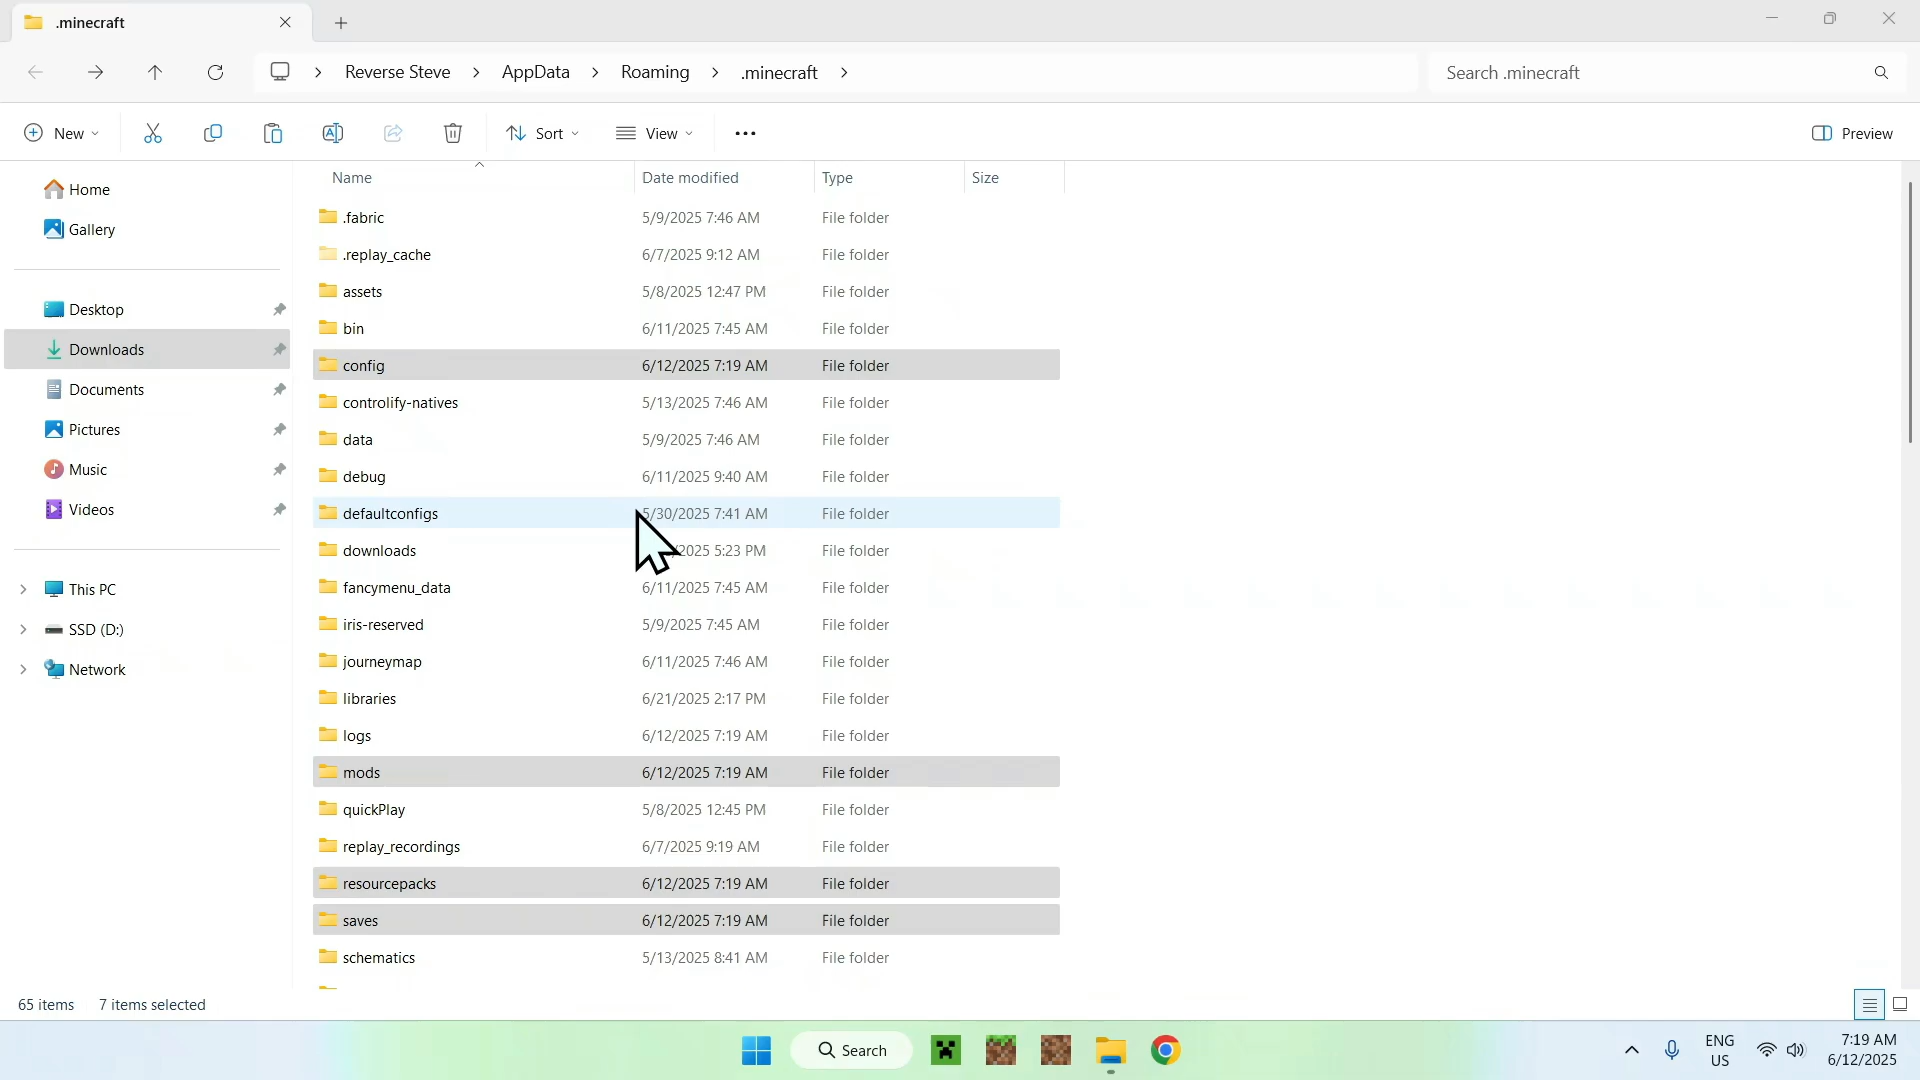 .minecraft
Reverse Steve > AppData > Roaming > .minecraft >
Search .minecraft
New
Sort
View
Preview
Name Date modified Type Size
Home
Gallery
Desktop
Downloads
Documents
Pictures
Music
Videos
This PC
SSD (D:)
Network
.fabric 5/9/2025 7:46 AM File folder
.replay_cache 6/7/2025 9:12 AM File folder
assets 5/8/2025 12:47 PM File folder
bin 6/11/2025 7:45 AM File folder
config 6/12/2025 7:19 AM File folder
controlify-natives 5/13/2025 7:46 AM File folder
data 5/9/2025 7:46 AM File folder
debug 6/11/2025 9:40 AM File folder
defaultconfigs 5/30/2025 7:41 AM File folder
downloads 5:23 PM File folder
fancymenu_data 6/11/2025 7:45 AM File folder
iris-reserved 5/9/2025 7:45 AM File folder
journeymap 6/11/2025 7:46 AM File folder
libraries 6/21/2025 2:17 PM File folder
logs 6/12/2025 7:19 AM File folder
mods 6/12/2025 7:19 AM File folder
quickPlay 5/8/2025 12:45 PM File folder
replay_recordings 6/7/2025 9:19 AM File folder
resourcepacks 6/12/2025 7:19 AM File folder
saves 6/12/2025 7:19 AM File folder
schematics 5/13/2025 8:41 AM File folder
65 items 7 items selected
Search
ENG
US
7:19 AM
6/12/2025